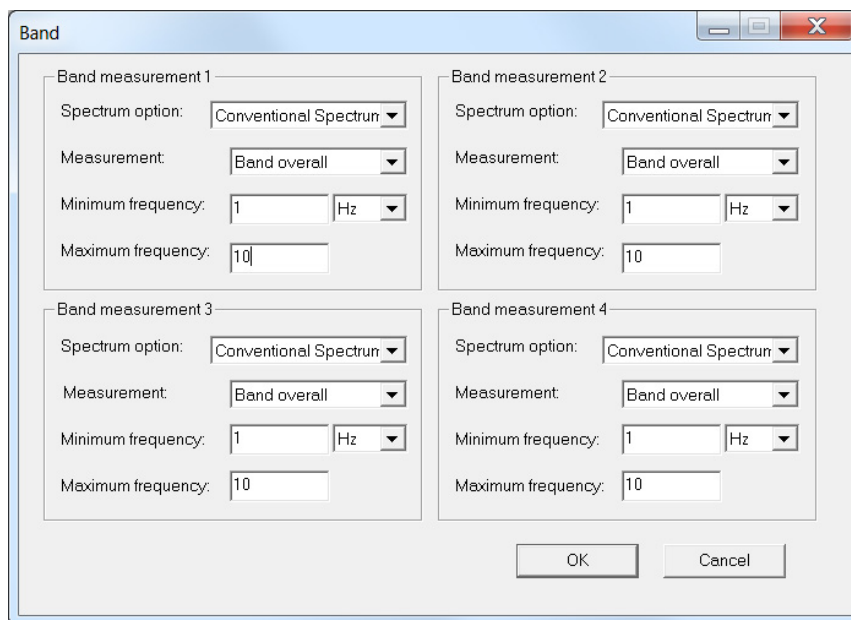 Band
Band measurement 1
Spectrum option: Conventional Spectrum
Measurement: Band overall
Minimum frequency: 1 Hz
Maximum frequency: 10
Band measurement 2
Spectrum option: Conventional Spectrum
Measurement: Band overall
Minimum frequency: 1 Hz
Maximum frequency: 10
Band measurement 3
Spectrum option: Conventional Spectrum
Measurement: Band overall
Minimum frequency: 1 Hz
Maximum frequency: 10
Band measurement 4
Spectrum option: Conventional Spectrum
Measurement: Band overall
Minimum frequency: 1 Hz
Maximum frequency: 10
OK
Cancel